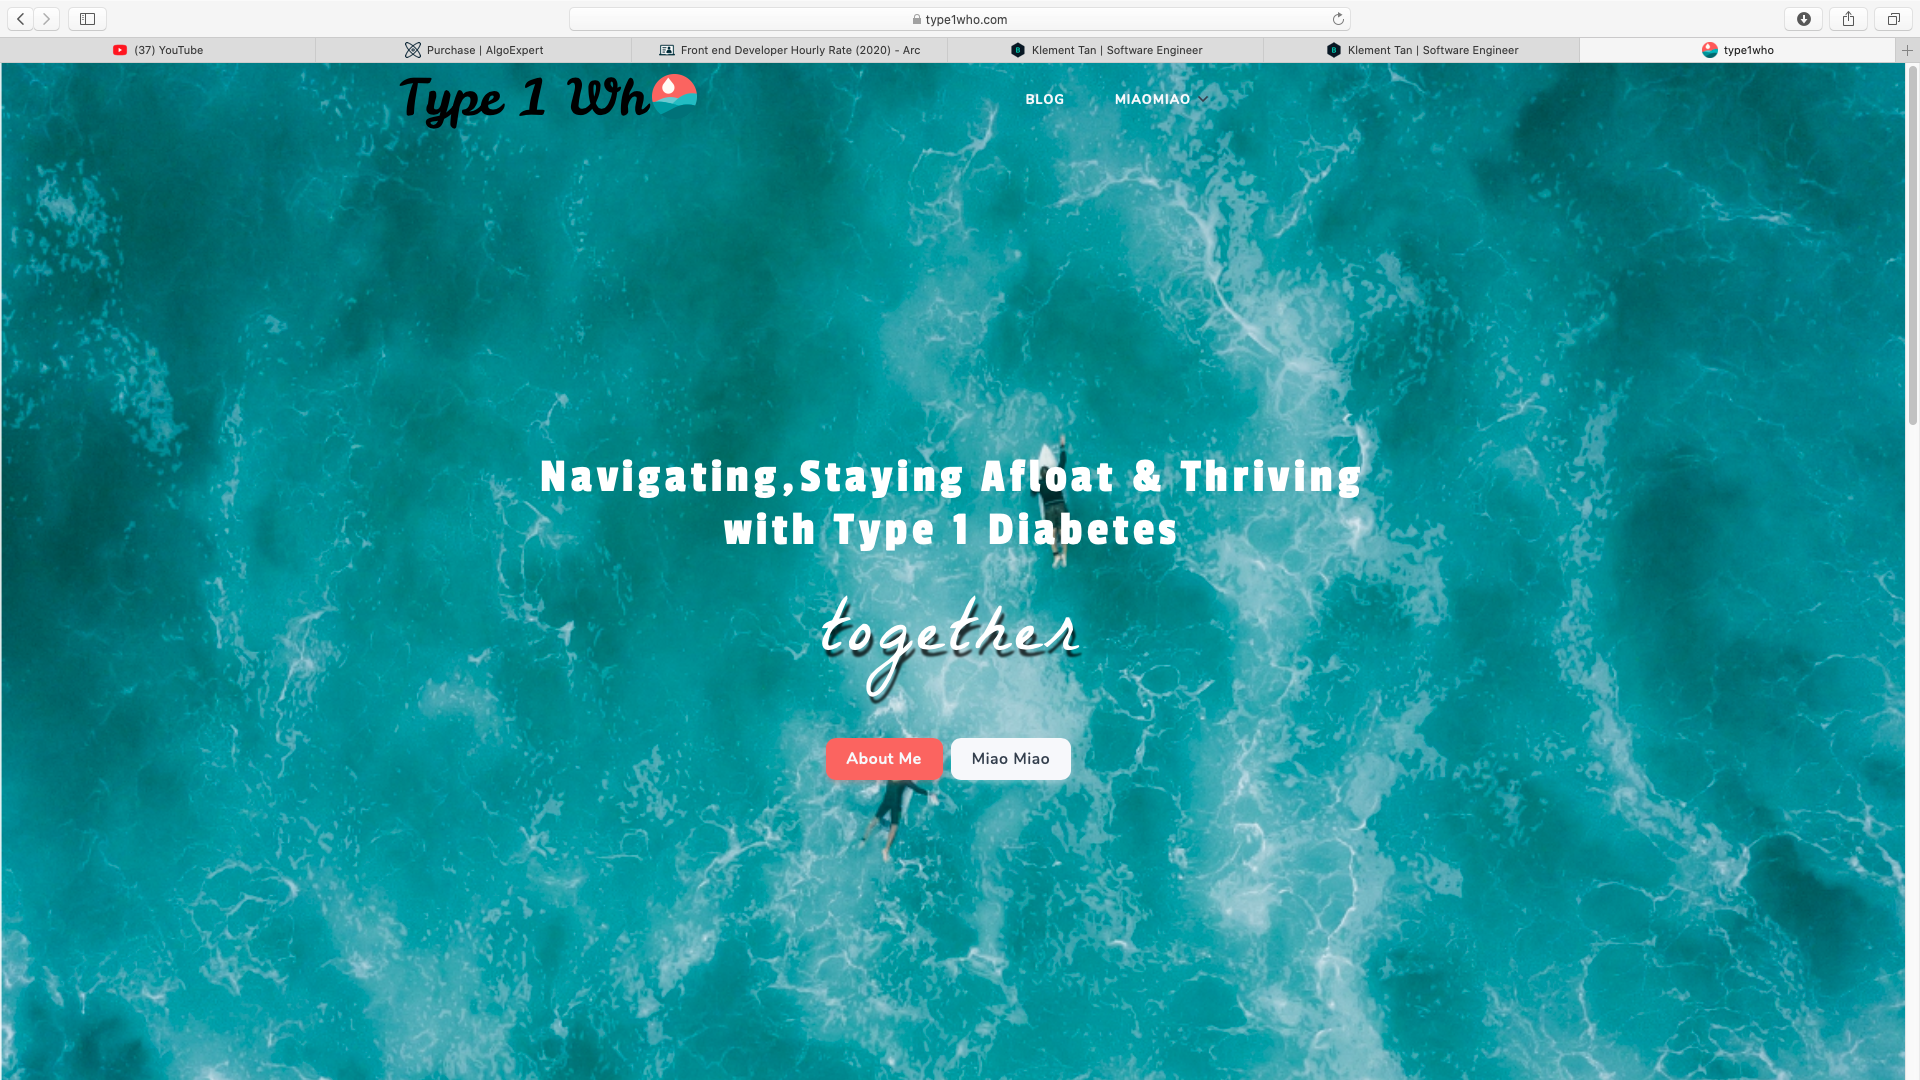 type1who.com
(37) YouTube
Purchase | AlgoExpert
Front end Developer Hourly Rate (2020) - Arc
Klement Tan | Software Engineer
Klement Tan | Software Engineer
type1who
Type 1 Wh
BLOG
MIAOMIAO
Navigating,Staying Afloat & Thriving
with Type 1 Diabetes
together
About Me
Miao Miao